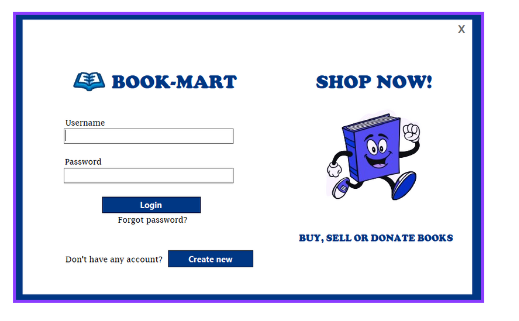 X
BOOK-MART
SHOP NOW!
Username
Password
Login
Forgot password?
BUY, SELL OR DONATE BOOKS
Don't have any account?
Create new